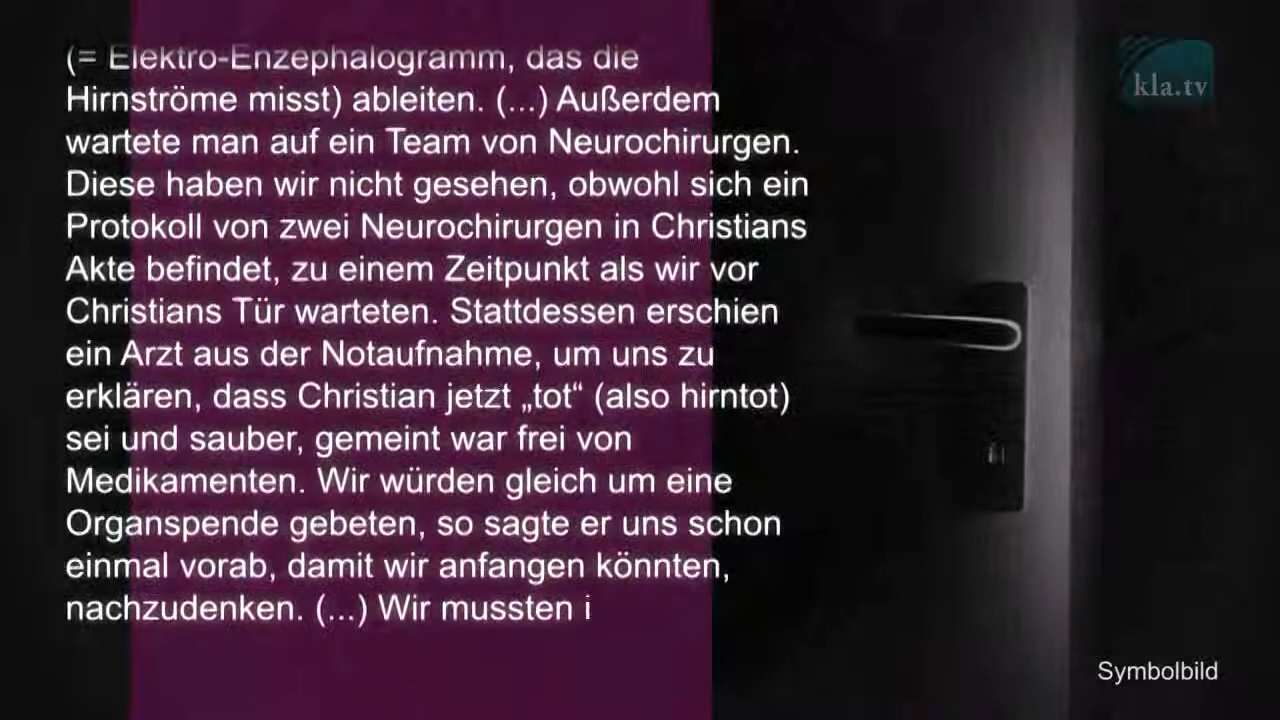 (= Elektro-Enzephalogramm, das die
Hirnströme misst) ableiten. (...) Außerdem
wartete man auf ein Team von Neurochirurgen.
Diese haben wir nicht gesehen, obwohl sich ein
Protokoll von zwei Neurochirurgen in Christians
Akte befindet, zu einem Zeitpunkt als wir vor
Christians Tür warteten. Stattdessen erschien
ein Arzt aus der Notaufnahme, um uns zu
erklären, dass Christian jetzt „tot“ (also hirntot)
sei und sauber, gemeint war frei von
Medikamenten. Wir würden gleich um eine
Organspende gebeten, so sagte er uns schon
einmal vorab, damit wir anfangen könnten,
nachzudenken. (...) Wir mussten i
kla.tv
Symbolbild